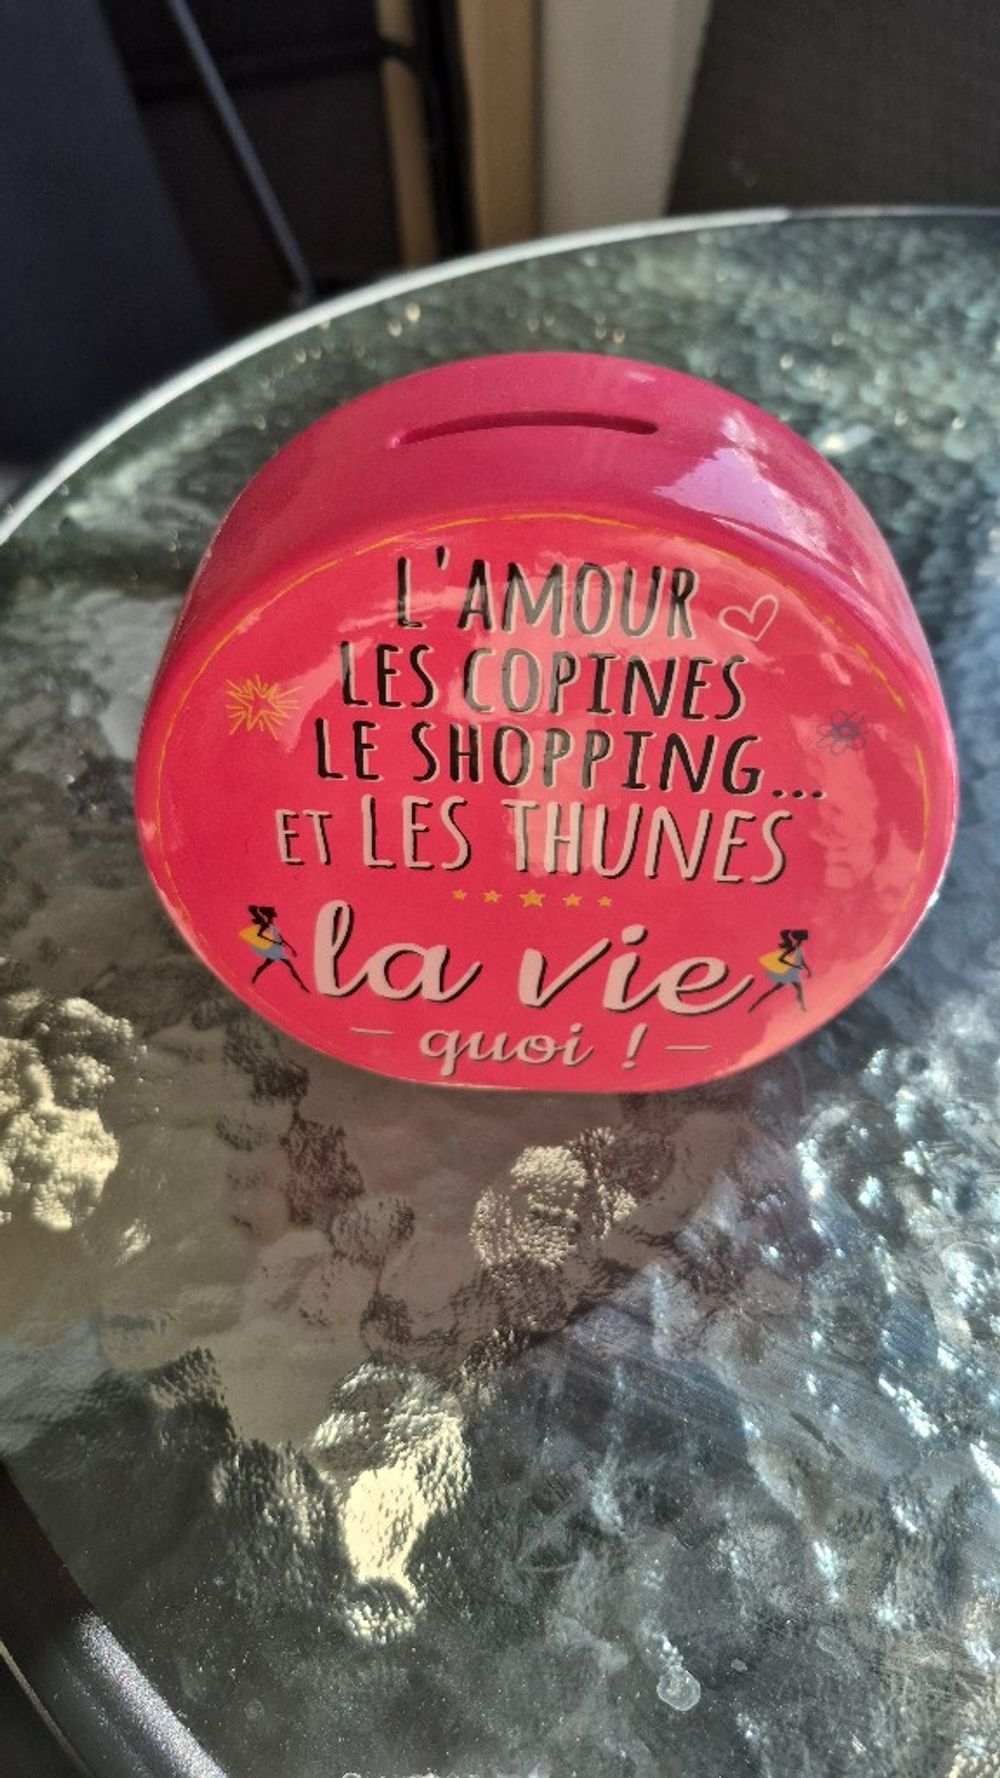 L'AMOUR
LES COPINES
LE SHOPPING...
ET LES THUNES
la vie
- quoi ! -